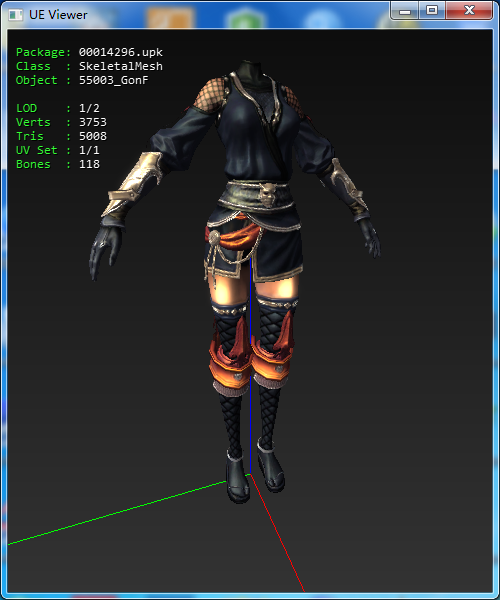 UE Viewer
Package: 00014296.upk
Class : SkeletalMesh
Object : 55003_GonF
LOD : 1/2
Verts : 3753
Tris : 5008
UV Set : 1/1
Bones : 118